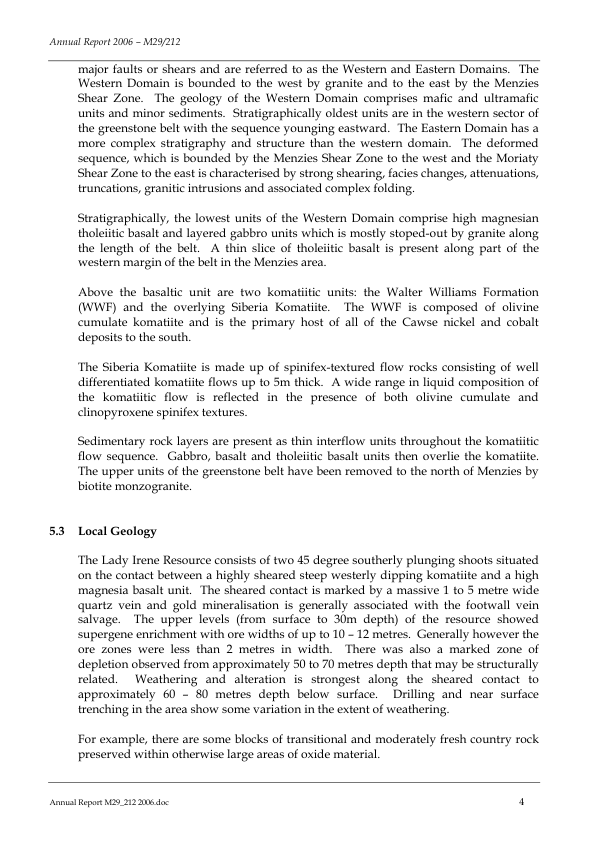 Annual Report 2006 – M29/212
major faults or shears and are referred to as the Western and Eastern Domains. The
Western Domain is bounded to the west by granite and to the east by the Menzies
Shear Zone. The geology of the Western Domain comprises mafic and ultramafic
units and minor sediments. Stratigraphically oldest units are in the western sector of
the greenstone belt with the sequence younging eastward. The Eastern Domain has a
more complex stratigraphy and structure than the western domain. The deformed
sequence, which is bounded by the Menzies Shear Zone to the west and the Moriaty
Shear Zone to the east is characterised by strong shearing, facies changes, attenuations,
truncations, granitic intrusions and associated complex folding.
Stratigraphically, the lowest units of the Western Domain comprise high magnesian
tholeiitic basalt and layered gabbro units which is mostly stoped-out by granite along
the length of the belt. A thin slice of tholeiitic basalt is present along part of the
western margin of the belt in the Menzies area.
Above the basaltic unit are two komatiitic units: the Walter Williams Formation
(WWF) and the overlying Siberia Komatiite. The WWF is composed of olivine
cumulate komatiite and is the primary host of all of the Cawse nickel and cobalt
deposits to the south.
The Siberia Komatiite is made up of spinifex-textured flow rocks consisting of well
differentiated komatiite flows up to 5m thick. A wide range in liquid composition of
the komatiitic flow is reflected in the presence of both olivine cumulate and
clinopyroxene spinifex textures.
Sedimentary rock layers are present as thin interflow units throughout the komatiitic
flow sequence. Gabbro, basalt and tholeiitic basalt units then overlie the komatiite.
The upper units of the greenstone belt have been removed to the north of Menzies by
biotite monzogranite.
5.3 Local Geology
The Lady Irene Resource consists of two 45 degree southerly plunging shoots situated
on the contact between a highly sheared steep westerly dipping komatiite and a high
magnesia basalt unit. The sheared contact is marked by a massive 1 to 5 metre wide
quartz vein and gold mineralisation is generally associated with the footwall vein
salvage. The upper levels (from surface to 30m depth) of the resource showed
supergene enrichment with ore widths of up to 10 – 12 metres. Generally however the
ore zones were less than 2 metres in width. There was also a marked zone of
depletion observed from approximately 50 to 70 metres depth that may be structurally
related. Weathering and alteration is strongest along the sheared contact to
approximately 60 – 80 metres depth below surface. Drilling and near surface
trenching in the area show some variation in the extent of weathering.
For example, there are some blocks of transitional and moderately fresh country rock
preserved within otherwise large areas of oxide material.
Annual Report M29_212 2006.doc 4